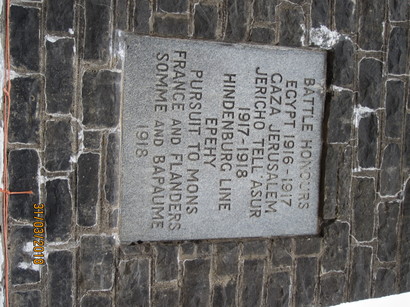 BATTLE HONOURS
EGYPT 1916-1917
GAZA JERUSALEM
JERICHO TELL 'ASUR
1917-1918
HINDENBURG LINE
EPEHY
PURSUIT TO MONS
FRANCE AND FLANDERS
SOMME AND BAPAUME
1918
31/03/2010